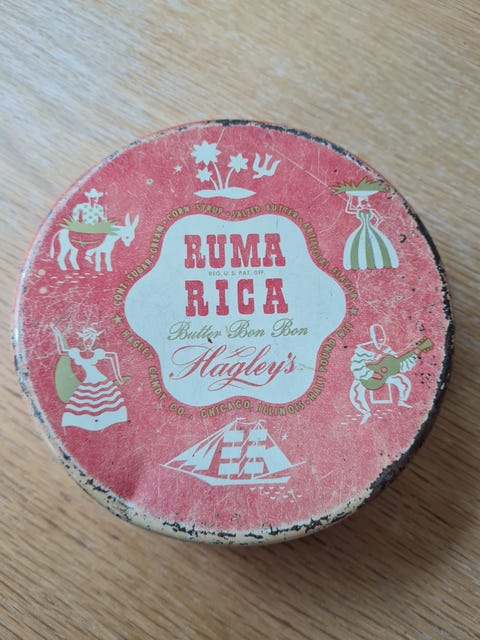 RUMA
REG. U.S. PAT. OFF.
RICA
Butter Bon Bon
Hagley's
CONT. SUGAR · CREAM · CORN SYRUP · SALTED BUTTER · ARTIFICIAL FLAVOR
HAGLEY CANDY CO., CHICAGO, ILLINOIS · HALF POUND NET